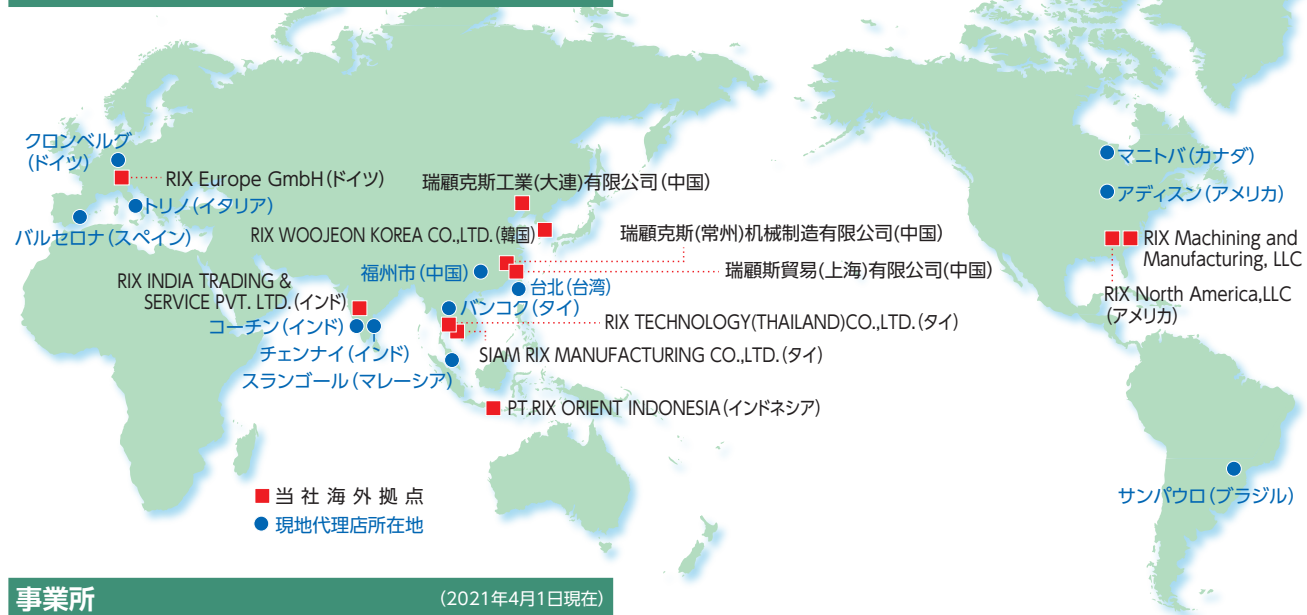 クロンベルグ
(ドイツ)
RIX Europe GmbH(ドイツ)
トリノ(イタリア)
バルセロナ(スペイン)
瑞顧克斯工業(大連)有限公司(中国)
RIX WOOJEON KOREA CO.,LTD.(韓国)
瑞顧克斯(常州)机械制造有限公司(中国)
瑞顧斯貿易(上海)有限公司(中国)
福州市(中国)
台北(台湾)
RIX INDIA TRADING &
SERVICE PVT. LTD.(インド)
コーチン(インド)
チェンナイ(インド)
バンコク(タイ)
RIX TECHNOLOGY(THAILAND)CO.,LTD.(タイ)
SIAM RIX MANUFACTURING CO.,LTD.(タイ)
スランゴール(マレーシア)
PT.RIX ORIENT INDONESIA(インドネシア)
マニトバ(カナダ)
アディスン(アメリカ)
RIX Machining and
Manufacturing, LLC
RIX North America,LLC
(アメリカ)
サンパウロ(ブラジル)
当社海外拠点
現地代理店所在地
事業所 (2021年4月1日現在)